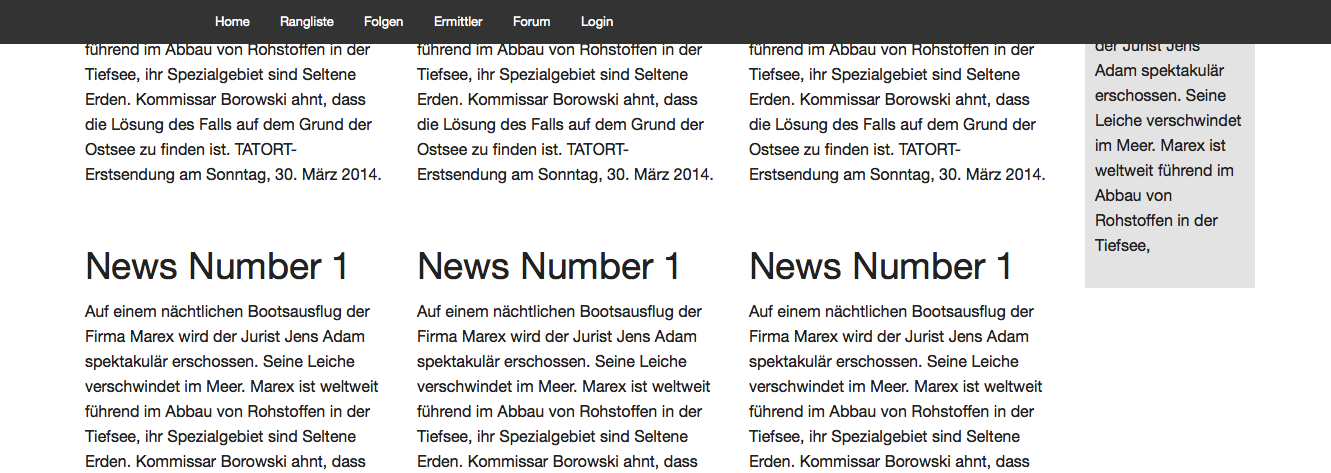 Home Rangliste Folgen Ermittler Forum Login
führend im Abbau von Rohstoffen in der
Tiefsee, ihr Spezialgebiet sind Seltene
Erden. Kommissar Borowski ahnt, dass
die Lösung des Falls auf dem Grund der
Ostsee zu finden ist. TATORT-
Erstsendung am Sonntag, 30. März 2014.
führend im Abbau von Rohstoffen in der
Tiefsee, ihr Spezialgebiet sind Seltene
Erden. Kommissar Borowski ahnt, dass
die Lösung des Falls auf dem Grund der
Ostsee zu finden ist. TATORT-
Erstsendung am Sonntag, 30. März 2014.
führend im Abbau von Rohstoffen in der
Tiefsee, ihr Spezialgebiet sind Seltene
Erden. Kommissar Borowski ahnt, dass
die Lösung des Falls auf dem Grund der
Ostsee zu finden ist. TATORT-
Erstsendung am Sonntag, 30. März 2014.
der Jurist Jens
Adam spektakulär
erschossen. Seine
Leiche verschwindet
im Meer. Marex ist
weltweit führend im
Abbau von
Rohstoffen in der
Tiefsee,
News Number 1
Auf einem nächtlichen Bootsausflug der
Firma Marex wird der Jurist Jens Adam
spektakulär erschossen. Seine Leiche
verschwindet im Meer. Marex ist weltweit
führend im Abbau von Rohstoffen in der
Tiefsee, ihr Spezialgebiet sind Seltene
Erden. Kommissar Borowski ahnt, dass
News Number 1
Auf einem nächtlichen Bootsausflug der
Firma Marex wird der Jurist Jens Adam
spektakulär erschossen. Seine Leiche
verschwindet im Meer. Marex ist weltweit
führend im Abbau von Rohstoffen in der
Tiefsee, ihr Spezialgebiet sind Seltene
Erden. Kommissar Borowski ahnt, dass
News Number 1
Auf einem nächtlichen Bootsausflug der
Firma Marex wird der Jurist Jens Adam
spektakulär erschossen. Seine Leiche
verschwindet im Meer. Marex ist weltweit
führend im Abbau von Rohstoffen in der
Tiefsee, ihr Spezialgebiet sind Seltene
Erden. Kommissar Borowski ahnt, dass